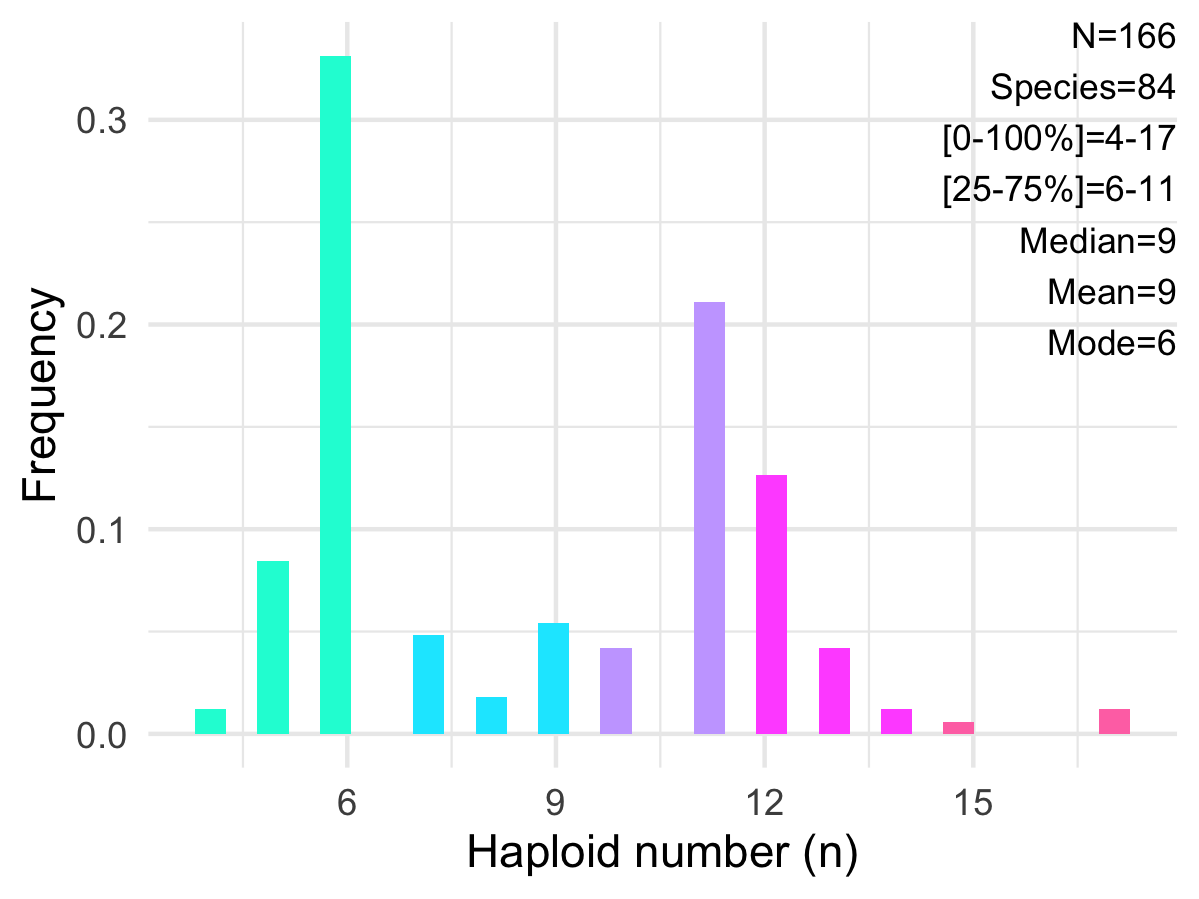 N=166
Species=84
[0-100%]=4-17
[25-75%]=6-11
Median=9
Mean=9
Mode=6
0.3
0.2
0.1
0.0
Frequency
6 9 12 15
Haploid number (n)